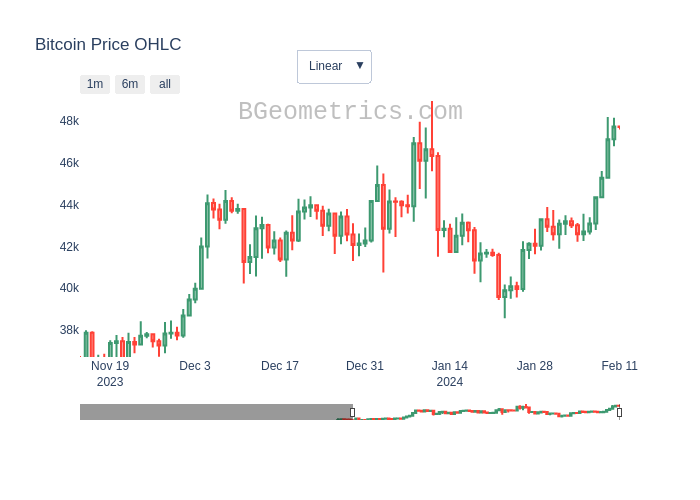 Bitcoin Price OHLC
Linear ▼
1m 6m all
BGeometrics.com
48k
46k
44k
42k
40k
38k
Nov 19 Dec 3 Dec 17 Dec 31 Jan 14 Jan 28 Feb 11
2023 2024